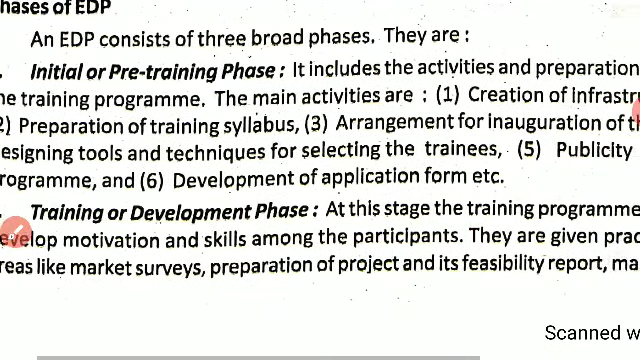 hases of EDP
An EDP consists of three broad phases. They are :
. Initial or Pre-training Phase : It includes the activities and preparation
he training programme. The main activities are : (1) Creation of Infrastr
2) Preparation of training syllabus, (3) Arrangement for inauguration of th
esigning tools and techniques for selecting the trainees, (5) Publicity
rogramme, and (6) Development of application form etc.
. Training or Development Phase : At this stage the training programme
evelop motivation and skills among the participants. They are given prac
reas like market surveys, preparation of project and its feasibility report, ma
Scanned w